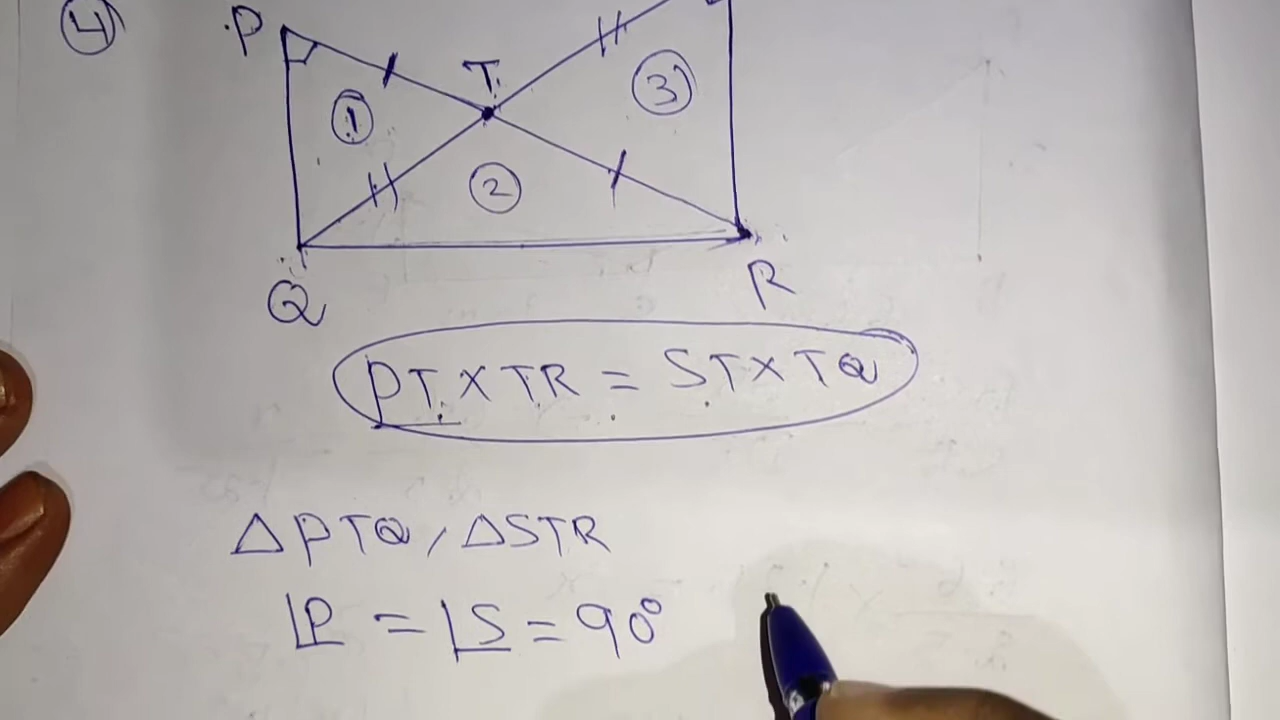 4
P
T
1
3
2
Q
R
PT × TR = ST × TQ
△PTQ, △STR
∠P = ∠S = 90°